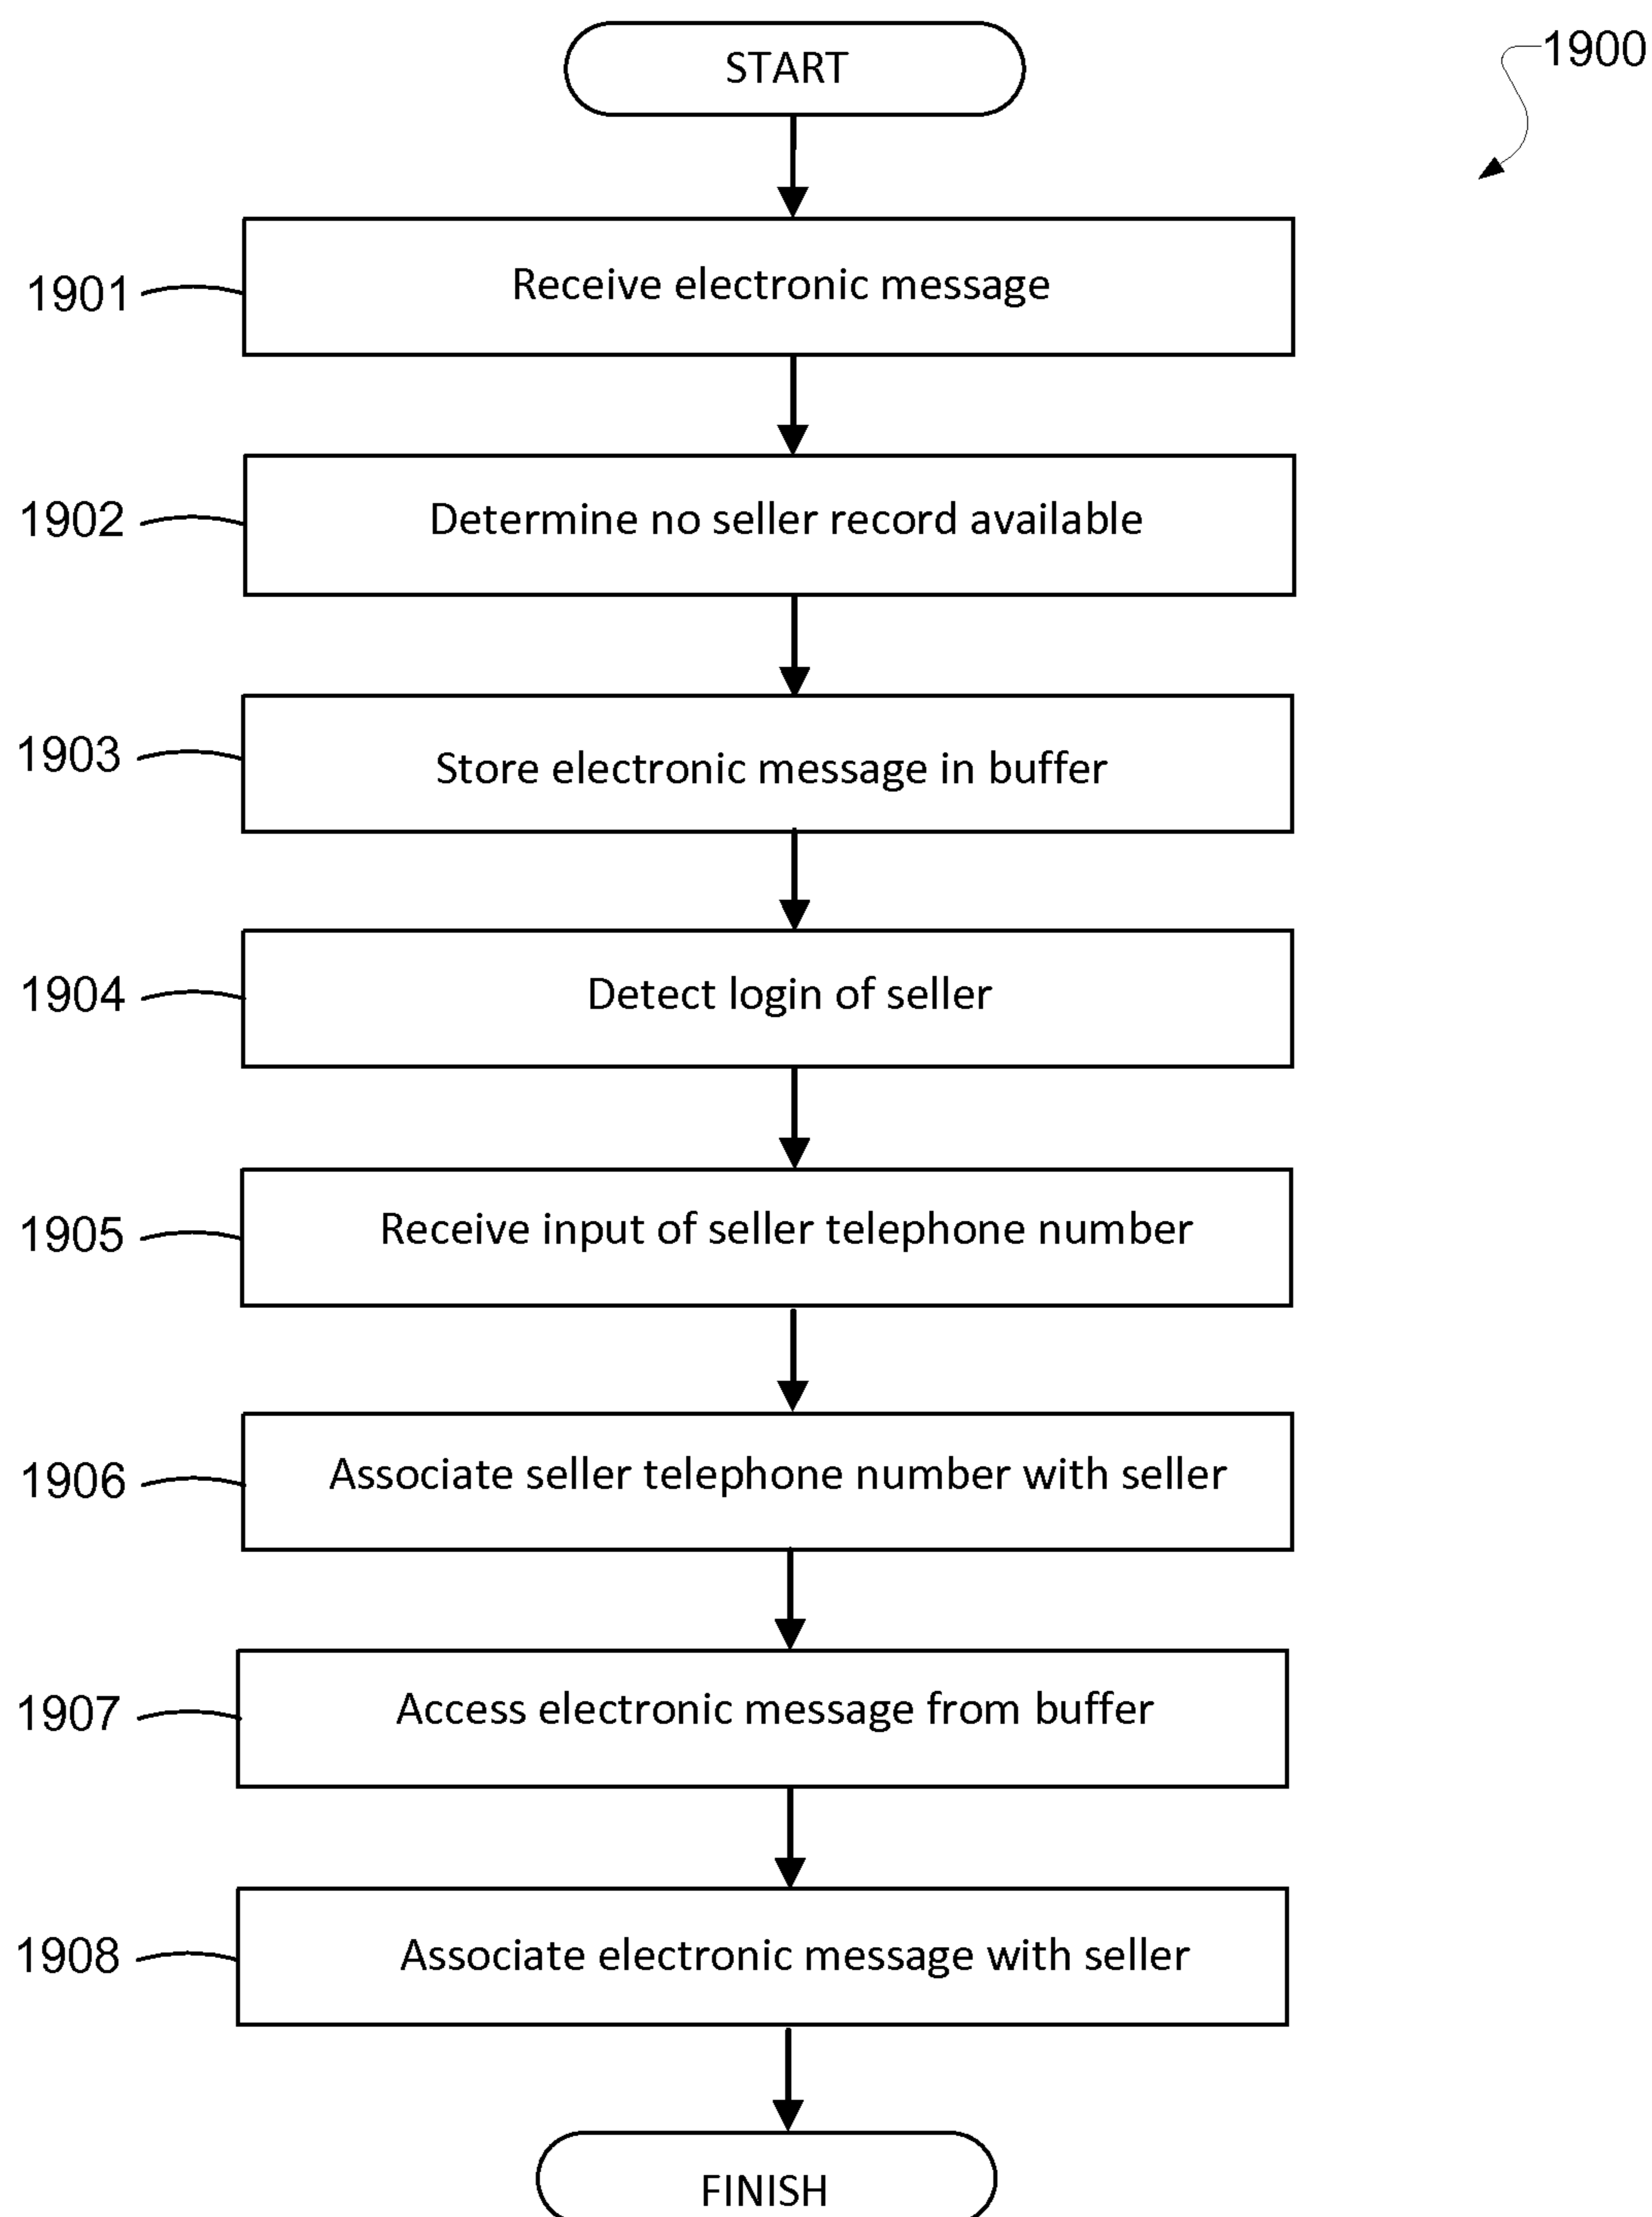 START
1900
1901
Receive electronic message
1902
Determine no seller record available
1903
Store electronic message in buffer
1904
Detect login of seller
1905
Receive input of seller telephone number
1906
Associate seller telephone number with seller
1907
Access electronic message from buffer
1908
Associate electronic message with seller
FINISH